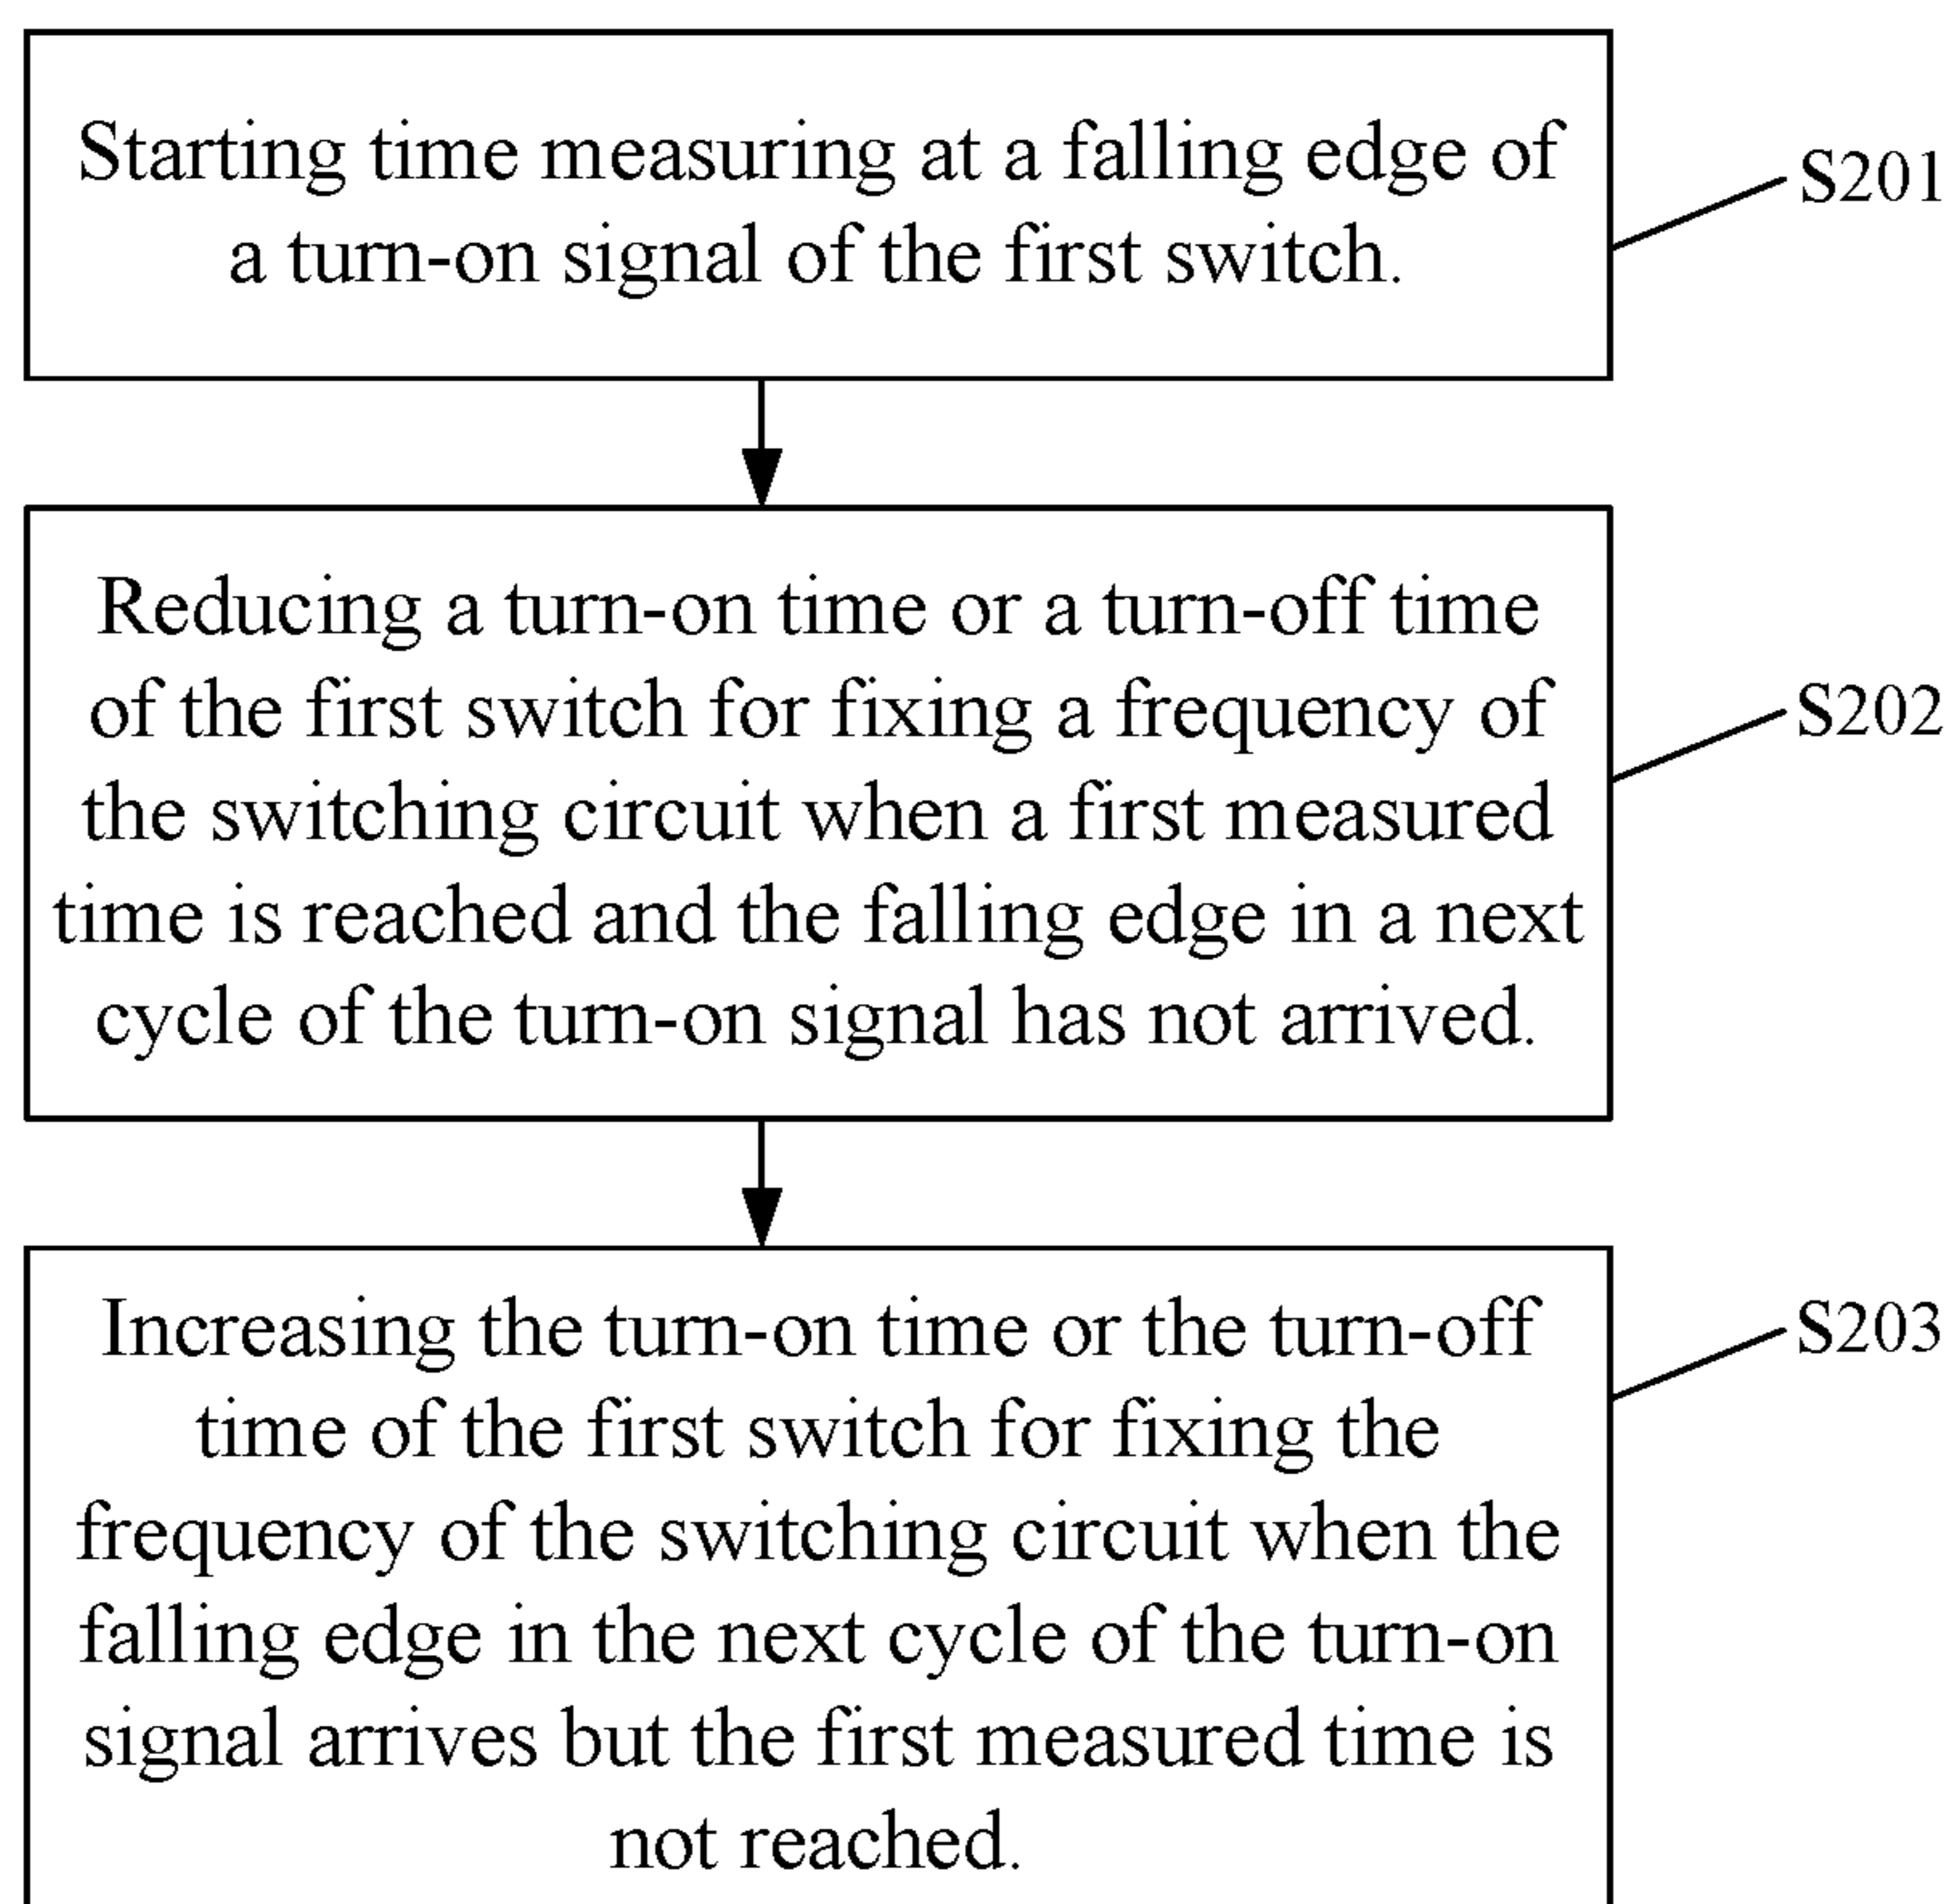 Starting time measuring at a falling edge of
a turn-on signal of the first switch.
S201
Reducing a turn-on time or a turn-off time
of the first switch for fixing a frequency of
the switching circuit when a first measured
time is reached and the falling edge in a next
cycle of the turn-on signal has not arrived.
S202
Increasing the turn-on time or the turn-off
time of the first switch for fixing the
frequency of the switching circuit when the
falling edge in the next cycle of the turn-on
signal arrives but the first measured time is
not reached.
S203